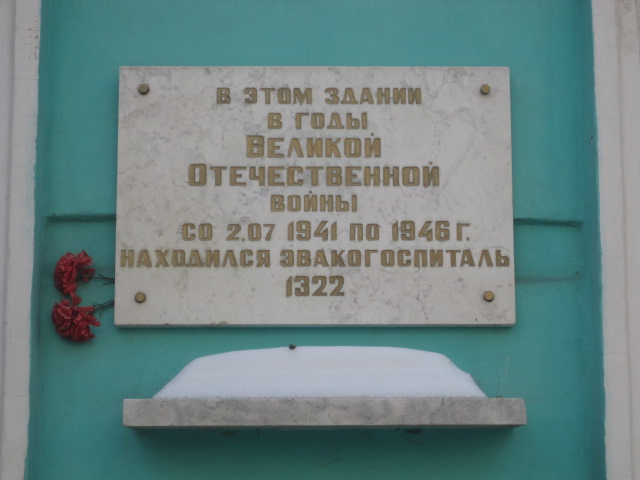 В ЭТОМ ЗДАНИИ
В ГОДЫ
ВЕЛИКОЙ
ОТЕЧЕСТВЕННОЙ
ВОЙНЫ
СО 2.07 1941 ПО 1946 Г.
НАХОДИЛСЯ ЭВАКОГОСПИТАЛЬ
1322